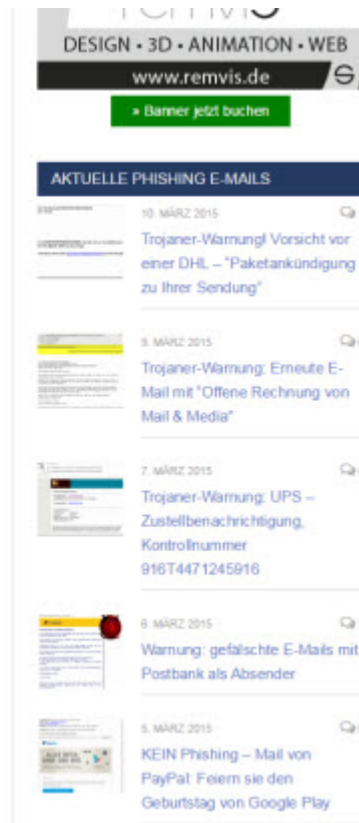 DESIGN • 3D • ANIMATION • WEB
www.remvis.de
» Banner jetzt buchen
AKTUELLE PHISHING E-MAILS
10. MÄRZ 2015
Trojaner-Warnung! Vorsicht vor
einer DHL – "Paketankündigung
zu Ihrer Sendung"
9. MÄRZ 2015
Trojaner-Warnung: Erneute E-
Mail mit "Offene Rechnung von
Mail & Media"
7. MÄRZ 2015
Trojaner-Warnung: UPS –
Zustellbenachrichtigung,
Kontrollnummer
916T4471245916
6. MÄRZ 2015
Warnung: gefälschte E-Mails mit
Postbank als Absender
5. MÄRZ 2015
KEIN Phishing – Mail von
PayPal: Feiern sie den
Geburtstag von Google Play